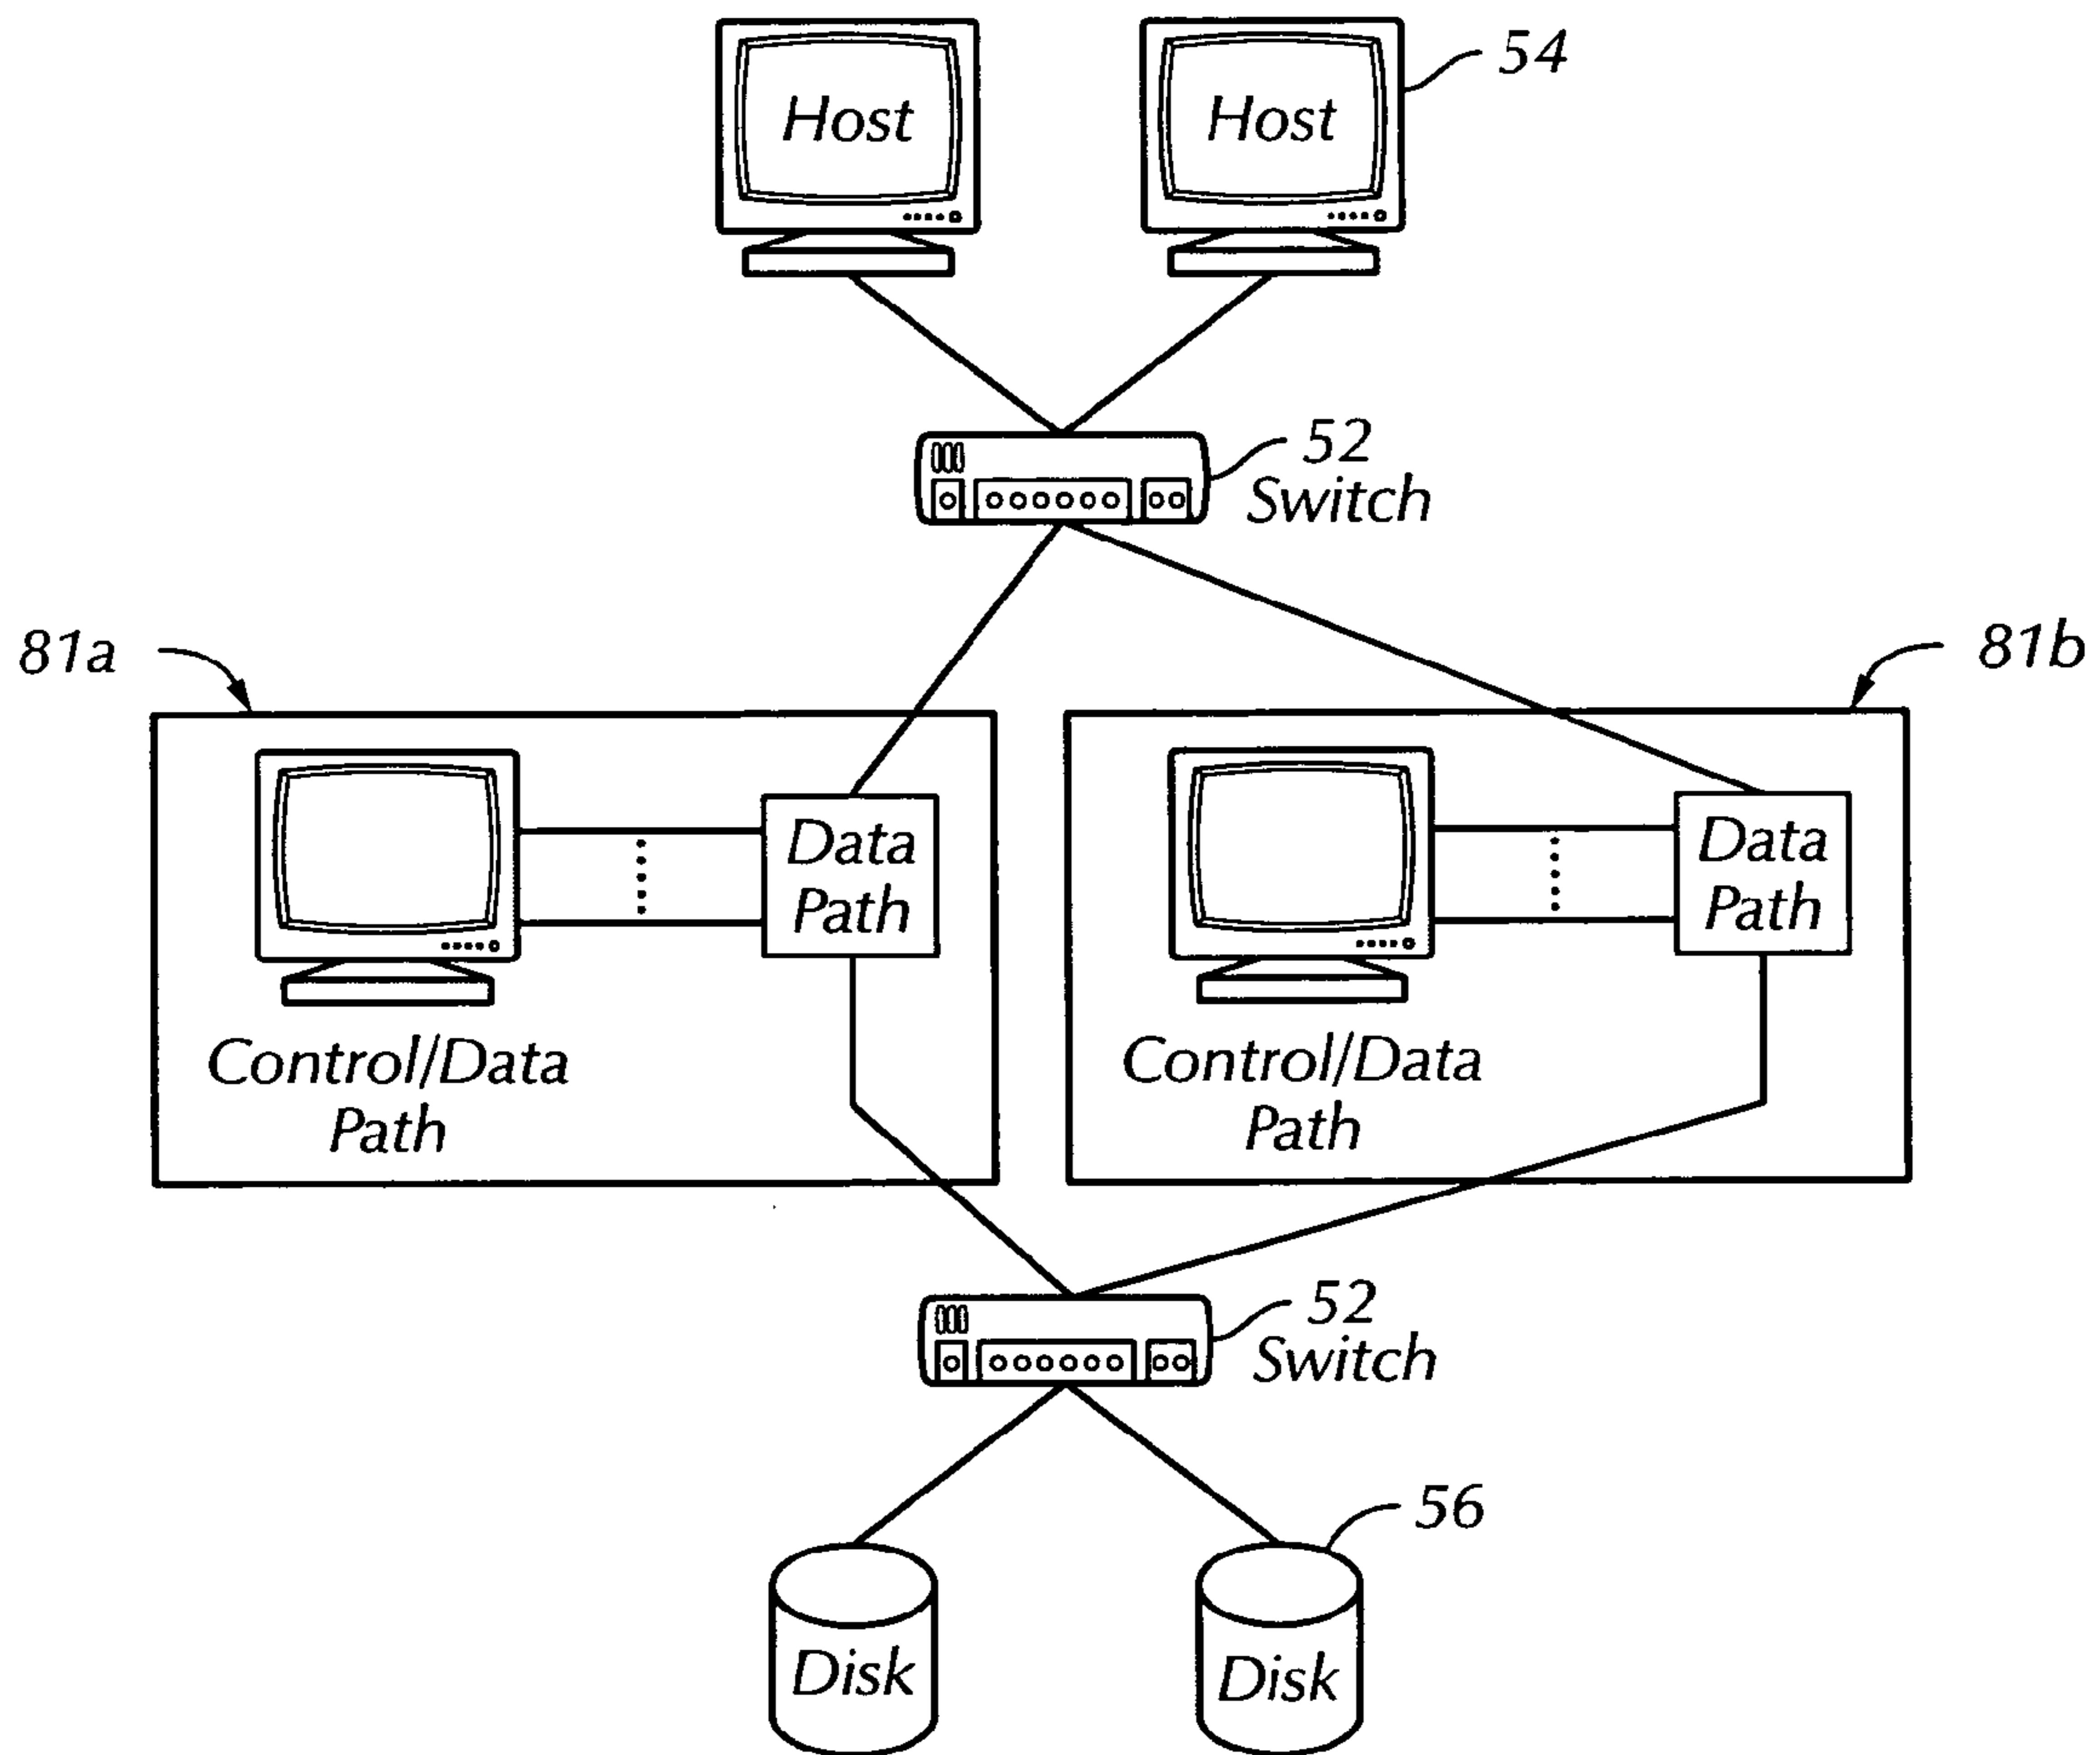 Host
Host
54
52
Switch
81a
81b
Data
Path
Data
Path
Control/Data
Path
Control/Data
Path
52
Switch
56
Disk
Disk